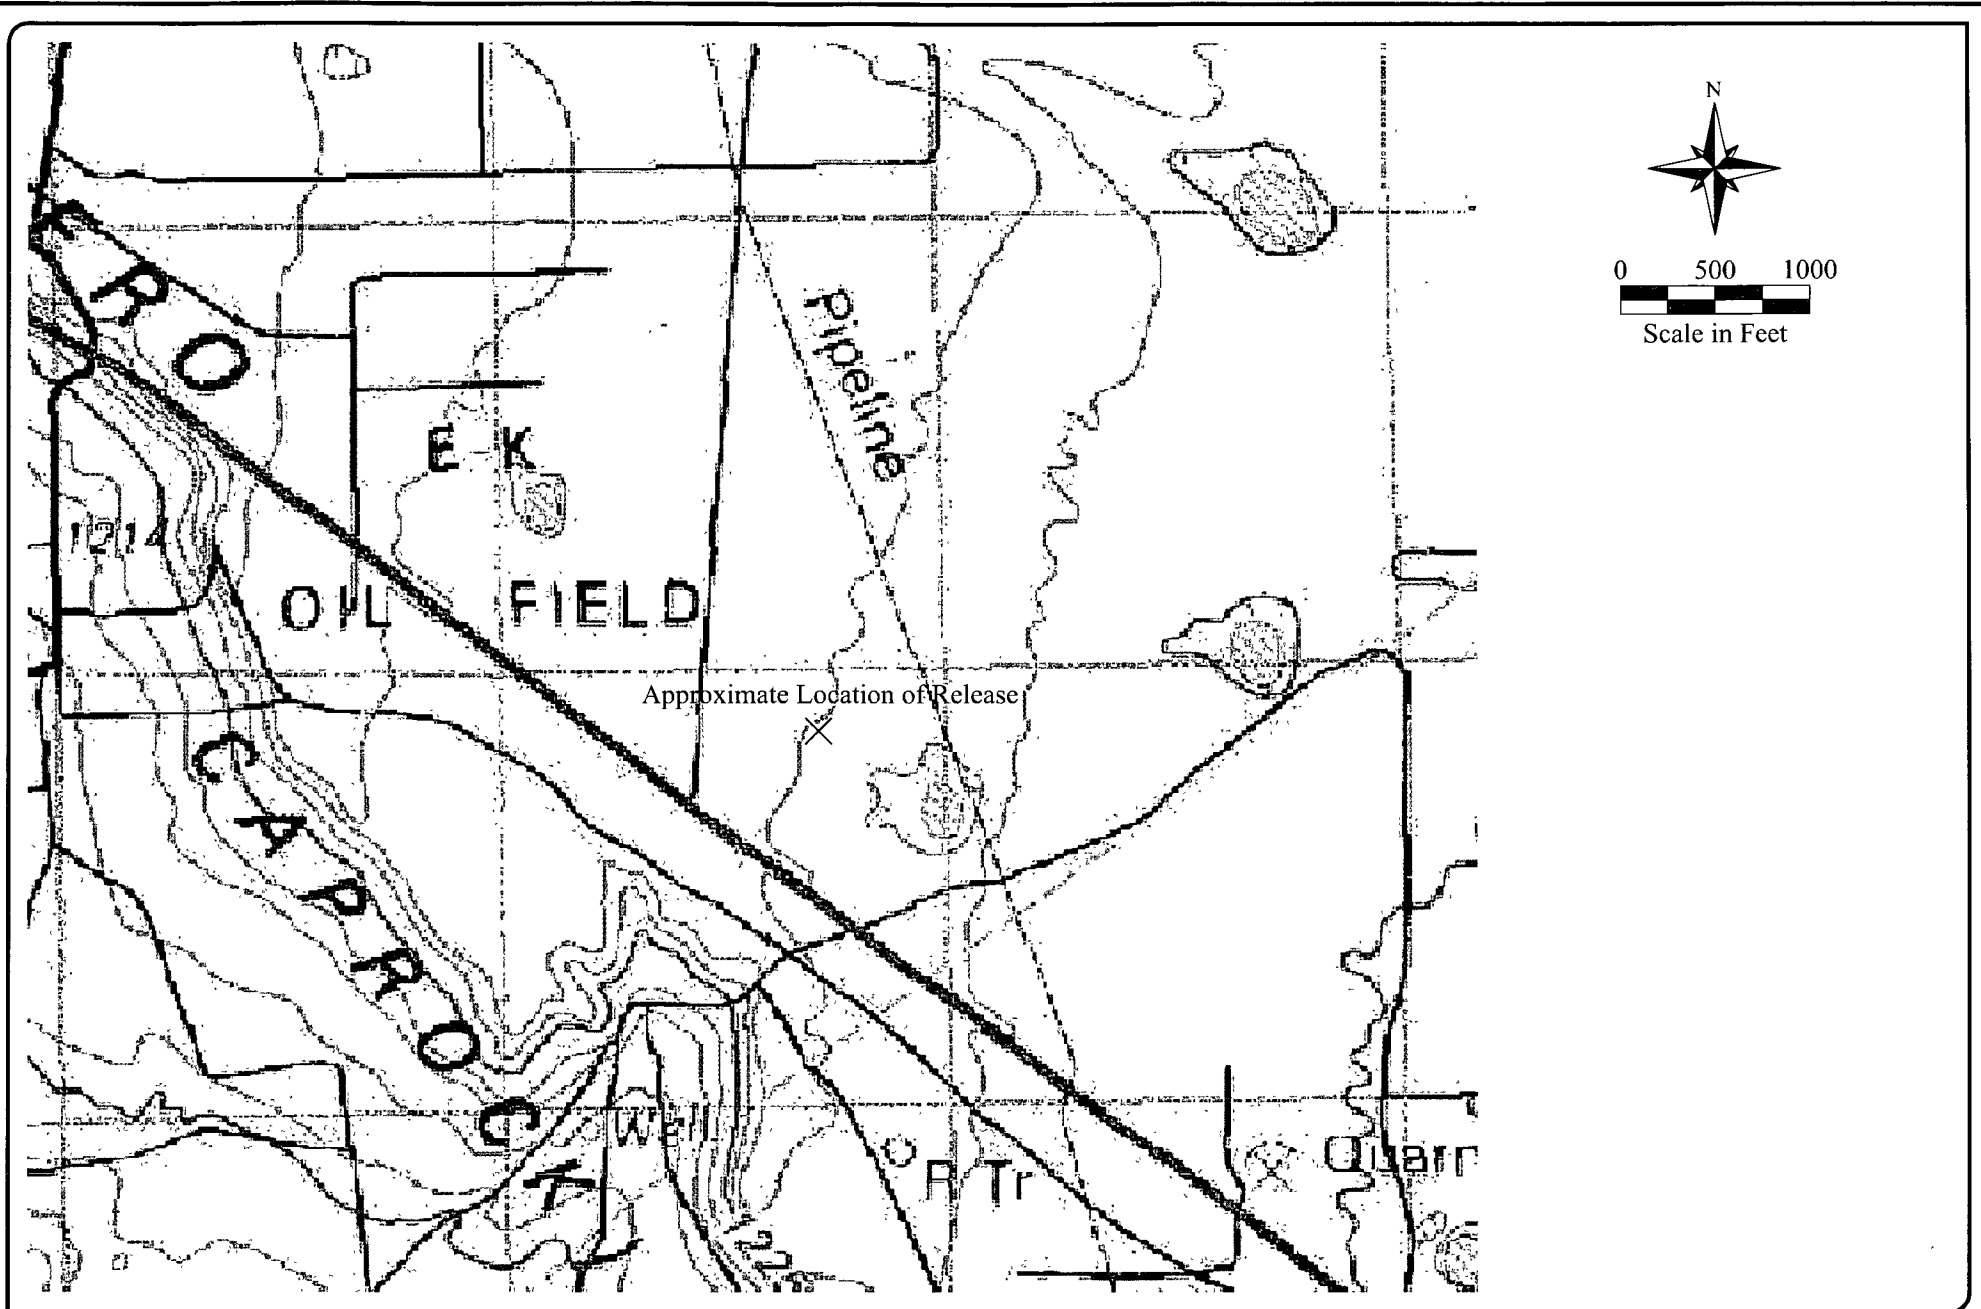 N
0 500 1000
Scale in Feet
R
O
Pipeline
E K
1214
OIL FIELD
Approximate Location of Release
C
A
P
R
O
C
K
Well
R Tr
Quarr